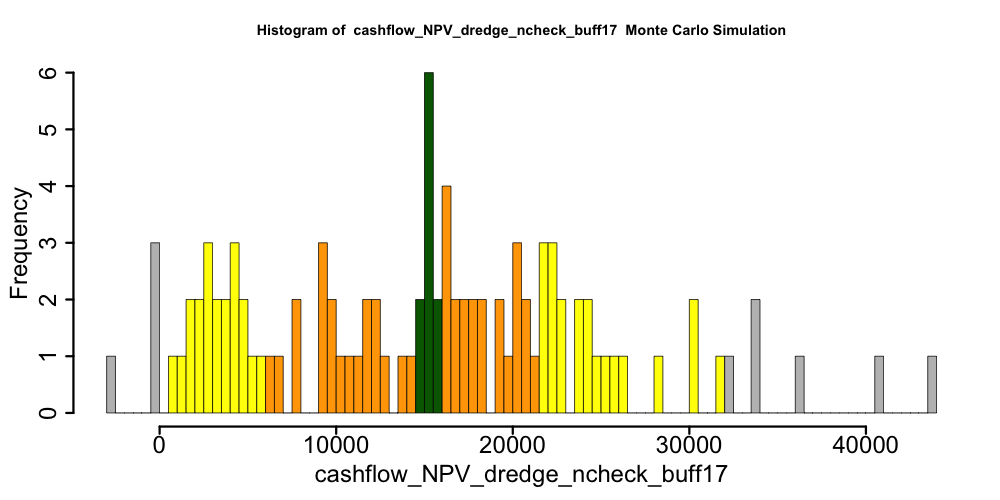 Histogram of  cashflow_NPV_dredge_ncheck_buff17  Monte Carlo Simulation
Frequency
6
5
4
3
2
1
0
0 10000 20000 30000 40000
cashflow_NPV_dredge_ncheck_buff17